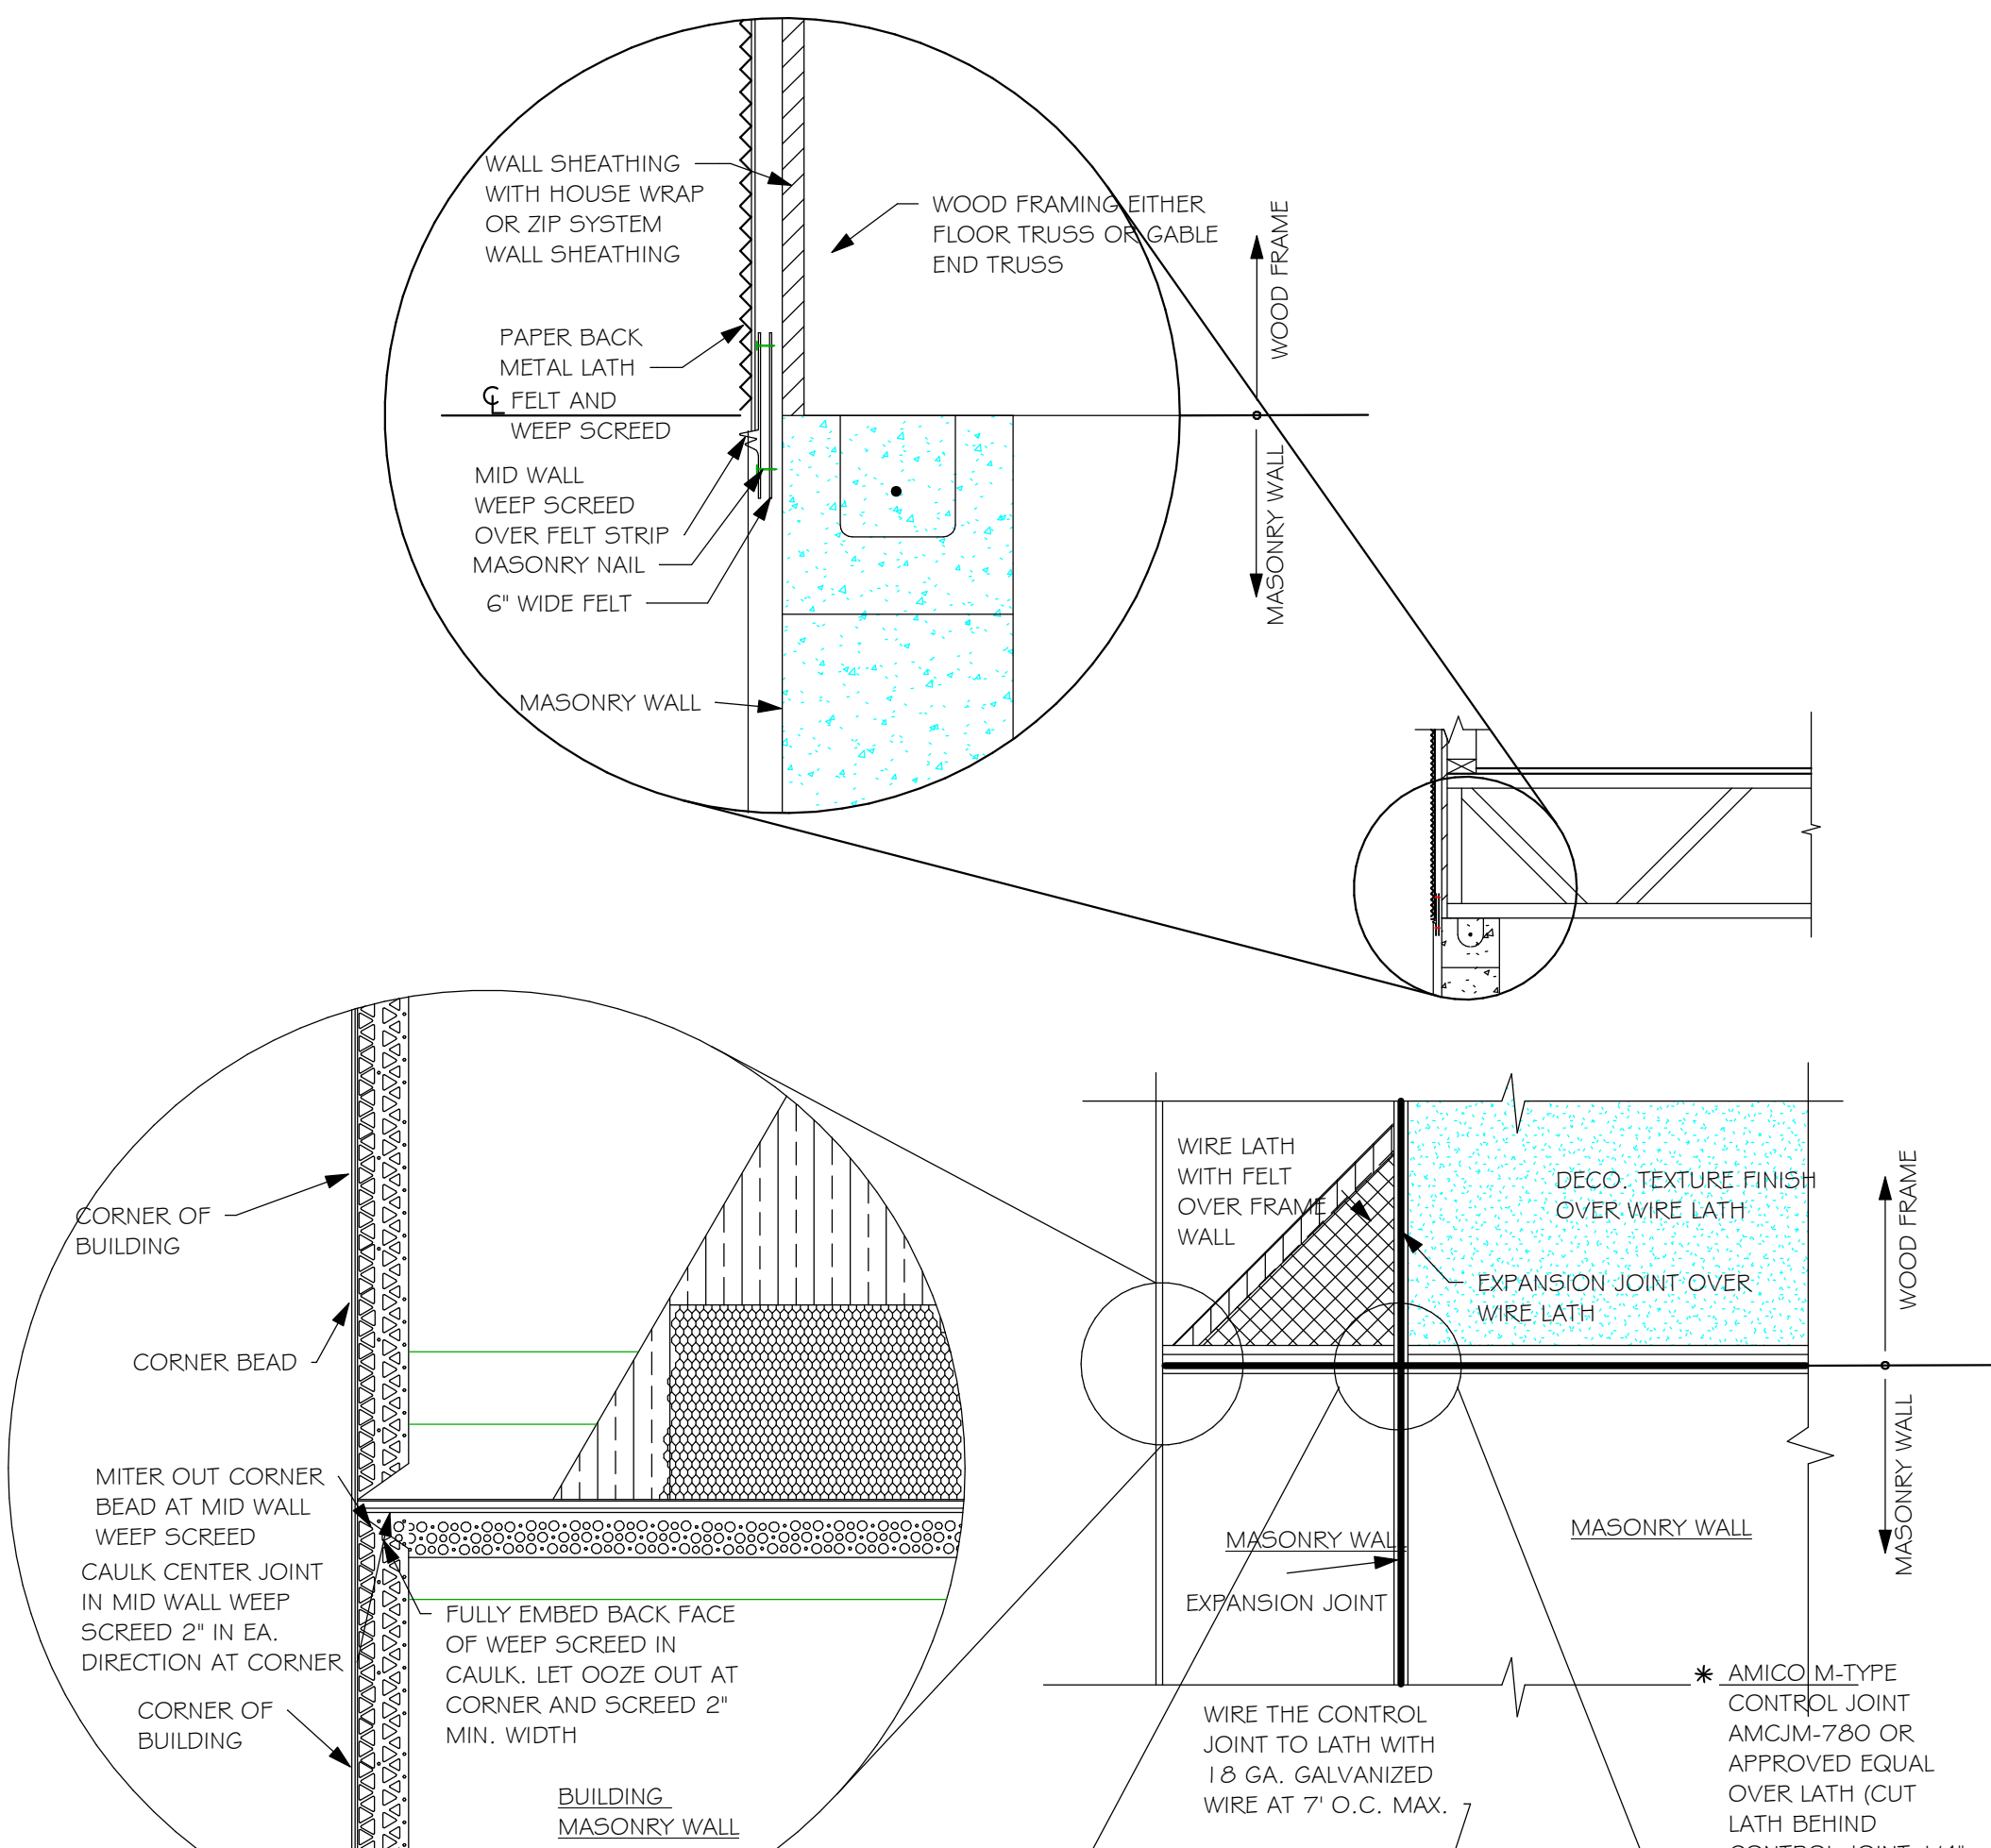 WALL SHEATHING
WITH HOUSE WRAP
OR ZIP SYSTEM
WALL SHEATHING
WOOD FRAMING EITHER
FLOOR TRUSS OR GABLE
END TRUSS
WOOD FRAME
PAPER BACK
METAL LATH
℄ FELT AND
WEEP SCREED
MID WALL
WEEP SCREED
OVER FELT STRIP
MASONRY NAIL
6" WIDE FELT
MASONRY WALL
MASONRY WALL
CORNER OF
BUILDING
CORNER BEAD
MITER OUT CORNER
BEAD AT MID WALL
WEEP SCREED
CAULK CENTER JOINT
IN MID WALL WEEP
SCREED 2" IN EA.
DIRECTION AT CORNER
CORNER OF
BUILDING
FULLY EMBED BACK FACE
OF WEEP SCREED IN
CAULK. LET OOZE OUT AT
CORNER AND SCREED 2"
MIN. WIDTH
BUILDING
MASONRY WALL
WIRE LATH
WITH FELT
OVER FRAME
WALL
DECO. TEXTURE FINISH
OVER WIRE LATH
EXPANSION JOINT OVER
WIRE LATH
WOOD FRAME
MASONRY WALL
MASONRY WALL
MASONRY WALL
EXPANSION JOINT
WIRE THE CONTROL
JOINT TO LATH WITH
18 GA. GALVANIZED
WIRE AT 7' O.C. MAX.
* AMICO M-TYPE
CONTROL JOINT
AMCJM-780 OR
APPROVED EQUAL
OVER LATH (CUT
LATH BEHIND
CONTROL JOINT